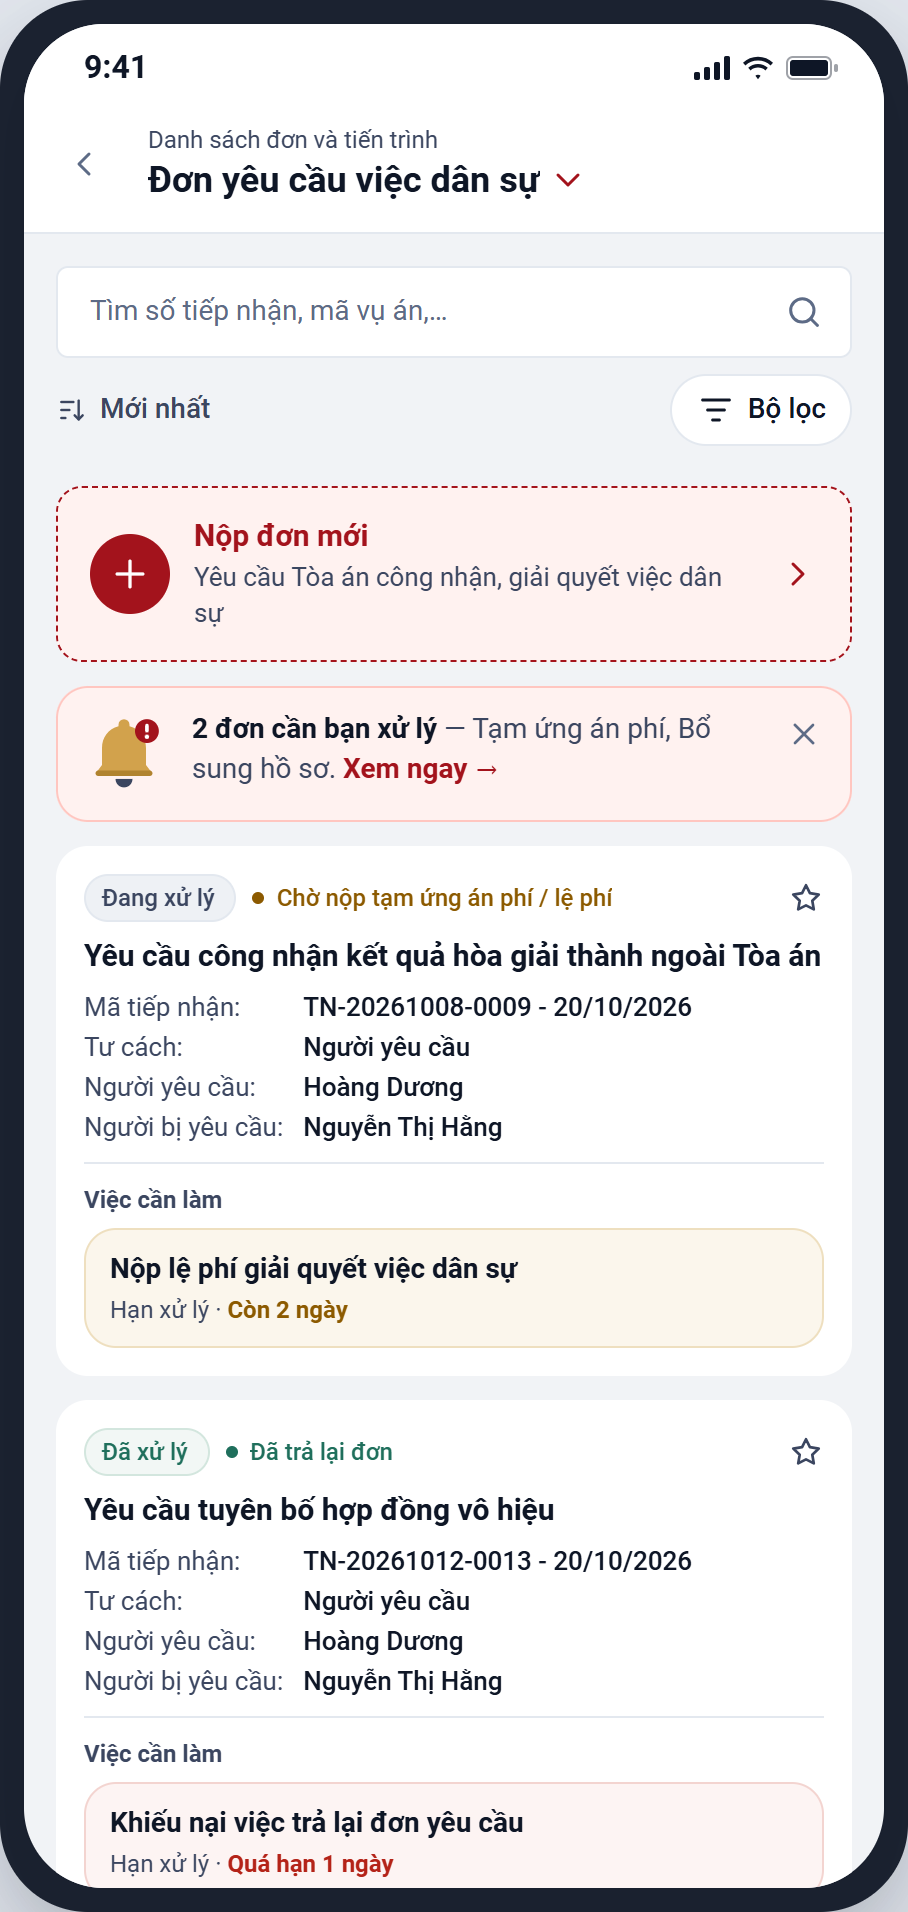 9:41
Danh sách đơn và tiến trình
Đơn yêu cầu việc dân sự
Tìm số tiếp nhận, mã vụ án,...
Mới nhất
Bộ lọc
Nộp đơn mới
Yêu cầu Tòa án công nhận, giải quyết việc dân
sự
2 đơn cần bạn xử lý — Tạm ứng án phí, Bổ
sung hồ sơ. Xem ngay →
Đang xử lý • Chờ nộp tạm ứng án phí / lệ phí
Yêu cầu công nhận kết quả hòa giải thành ngoài Tòa án
Mã tiếp nhận: TN-20261008-0009 - 20/10/2026
Tư cách: Người yêu cầu
Người yêu cầu: Hoàng Dương
Người bị yêu cầu: Nguyễn Thị Hằng
Việc cần làm
Nộp lệ phí giải quyết việc dân sự
Hạn xử lý · Còn 2 ngày
Đã xử lý • Đã trả lại đơn
Yêu cầu tuyên bố hợp đồng vô hiệu
Mã tiếp nhận: TN-20261012-0013 - 20/10/2026
Tư cách: Người yêu cầu
Người yêu cầu: Hoàng Dương
Người bị yêu cầu: Nguyễn Thị Hằng
Việc cần làm
Khiếu nại việc trả lại đơn yêu cầu
Hạn xử lý · Quá hạn 1 ngày